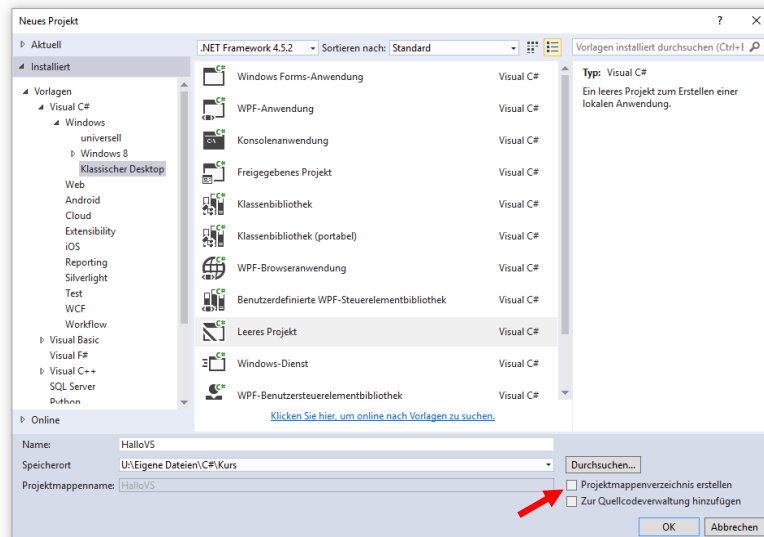 Neues Projekt
? ×
Aktuell
Installiert
.NET Framework 4.5.2 Sortieren nach: Standard
Vorlagen installiert durchsuchen (Ctrl+E
Vorlagen
Visual C#
Windows
universell
Windows 8
Klassischer Desktop
Web
Android
Cloud
Extensibility
iOS
Reporting
Silverlight
Test
WCF
Workflow
Visual Basic
Visual F#
Visual C++
SQL Server
Python
Online
Windows Forms-Anwendung Visual C#
WPF-Anwendung Visual C#
Konsolenanwendung Visual C#
Freigegebenes Projekt Visual C#
Klassenbibliothek Visual C#
Klassenbibliothek (portabel) Visual C#
WPF-Browseranwendung Visual C#
Benutzerdefinierte WPF-Steuerelementbibliothek Visual C#
Leeres Projekt Visual C#
Windows-Dienst Visual C#
WPF-Benutzersteuerelementbibliothek Visual C#
Klicken Sie hier, um online nach Vorlagen zu suchen.
Typ: Visual C#
Ein leeres Projekt zum Erstellen einer
lokalen Anwendung.
Name: HalloVS
Speicherort U:\Eigene Dateien\C#\Kurs Durchsuchen...
Projektmappenname: HalloVS
Projektmappenverzeichnis erstellen
Zur Quellcodeverwaltung hinzufügen
OK Abbrechen